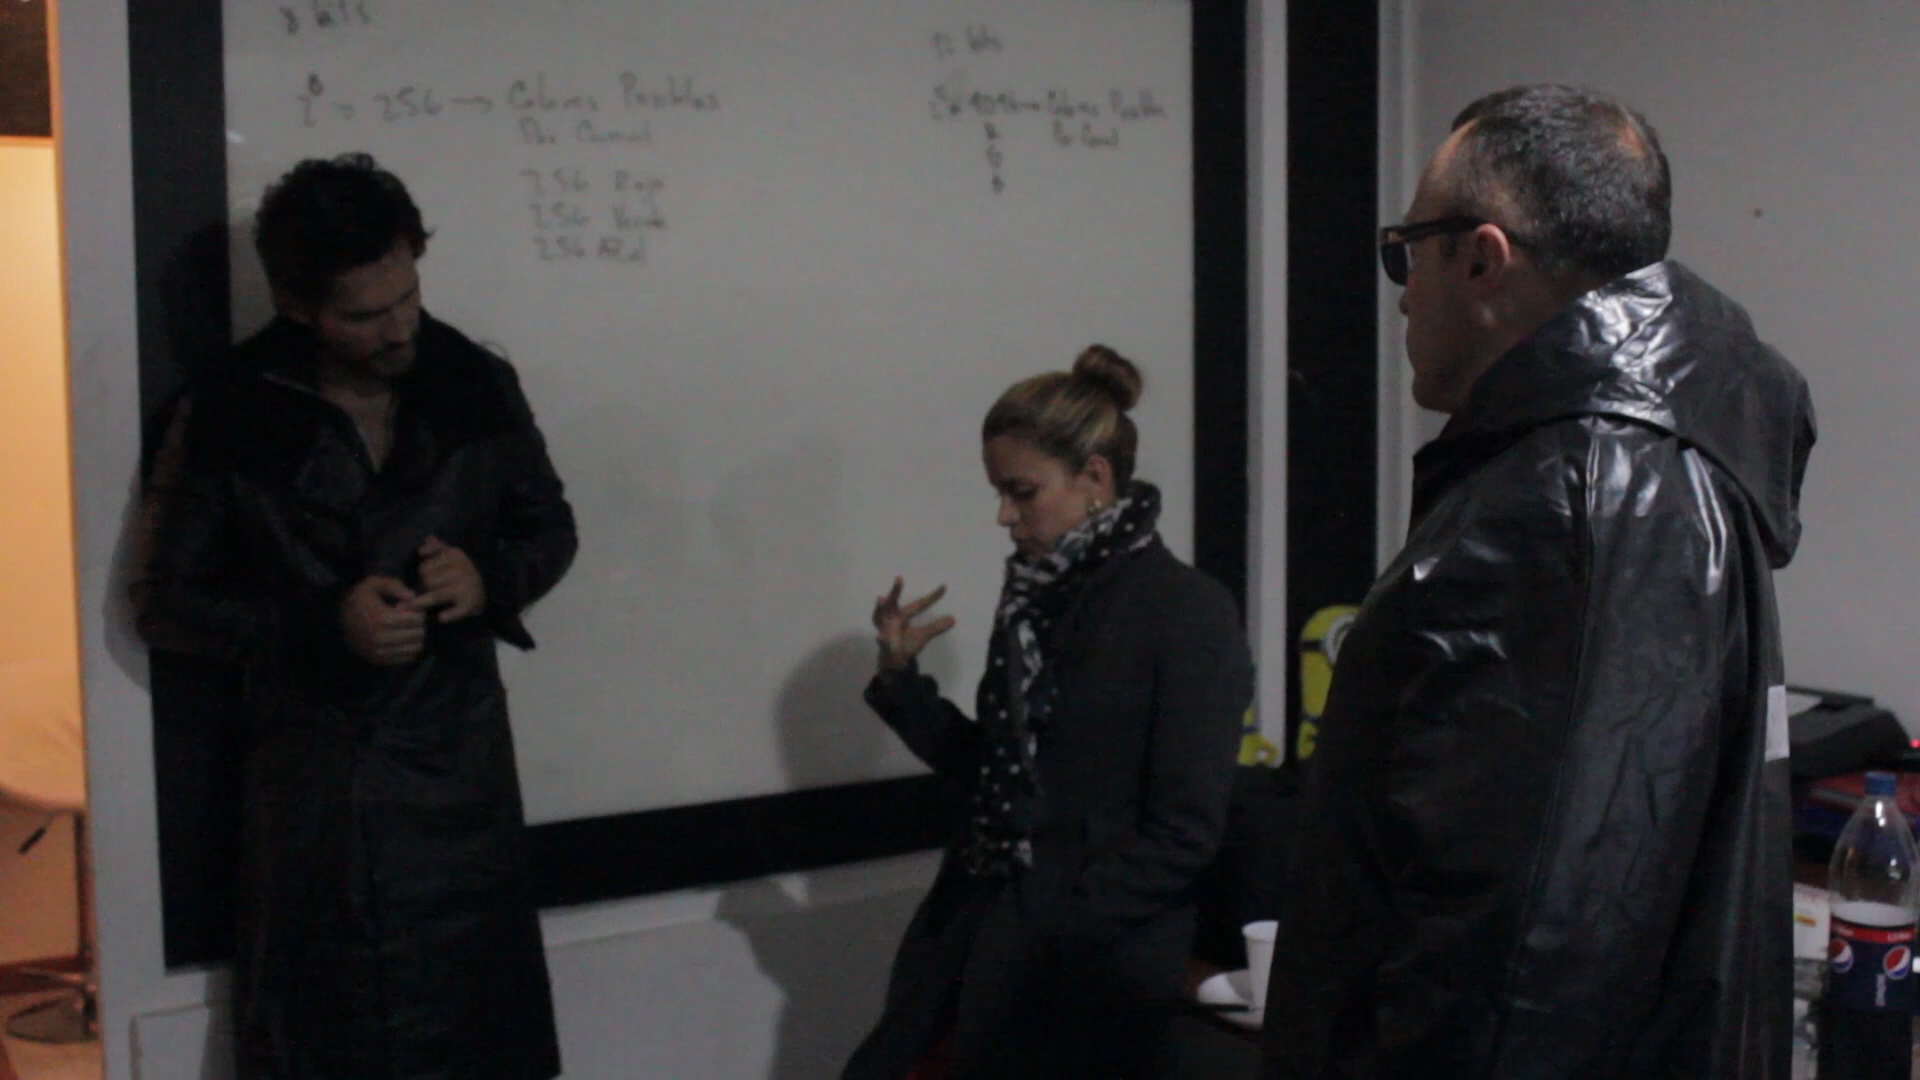 8 bits
2⁸ = 256 → Colores Posibles
Por Canal
256 Rojo
256 Verde
256 Azul
12 bits
4096 Colores Posibles
Por Canal
R
G
B
pepsi